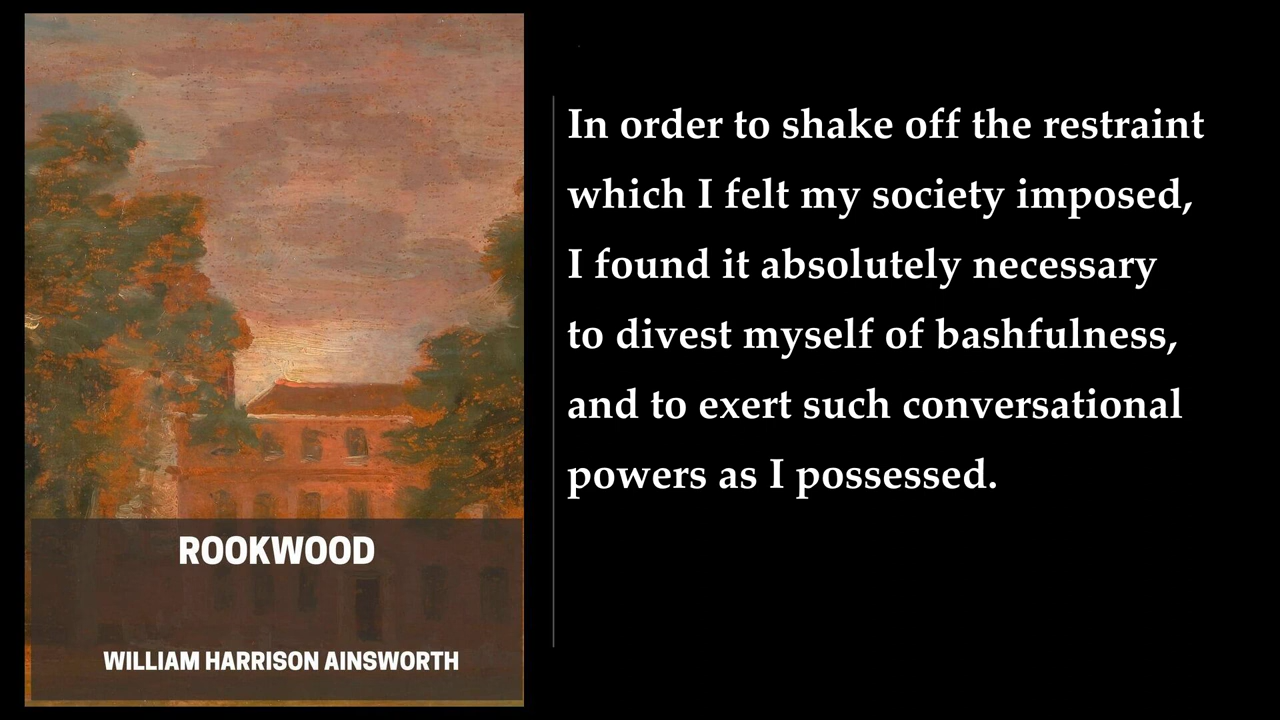 ROOKWOOD
WILLIAM HARRISON AINSWORTH
In order to shake off the restraint
which I felt my society imposed,
I found it absolutely necessary
to divest myself of bashfulness,
and to exert such conversational
powers as I possessed.